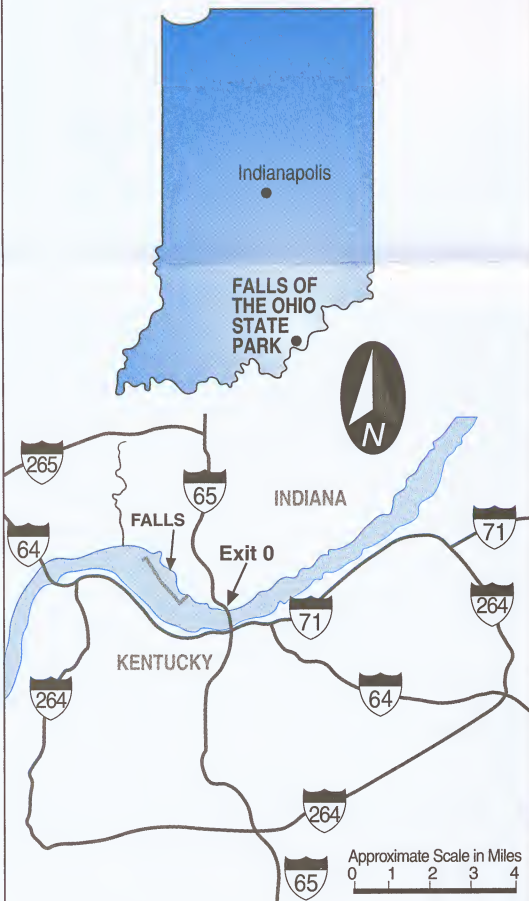 Indianapolis
FALLS OF
THE OHIO
STATE
PARK
N
265
65
INDIANA
71
64
FALLS
Exit 0
264
71
KENTUCKY
264
64
264
65
Approximate Scale in Miles
0 1 2 3 4